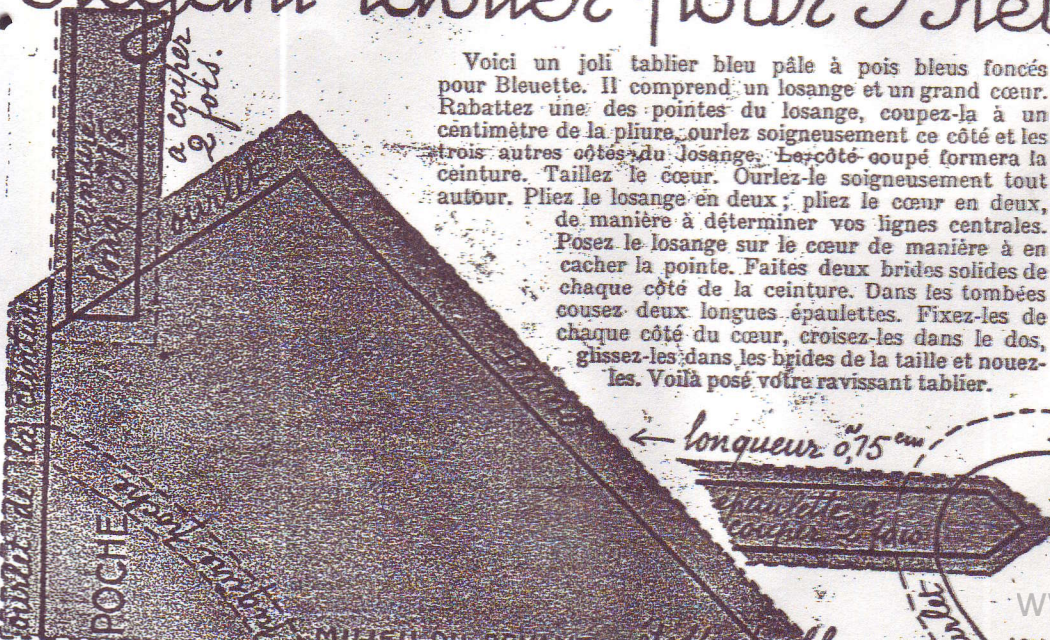 tablier pour
Voici un joli tablier bleu pâle à pois bleus foncés
pour Bleuette. Il comprend un losange et un grand cœur.
Rabattez une des pointes du losange, coupez-la à un
centimètre de la pliure, ourlez soigneusement ce côté et les
trois autres côtés du losange. Le côté coupé formera la
ceinture. Taillez le cœur. Ourlez-le soigneusement tout
autour. Pliez le losange en deux ; pliez le cœur en deux,
de manière à déterminer vos lignes centrales.
Posez le losange sur le cœur de manière à en
cacher la pointe. Faites deux brides solides de
chaque côté de la ceinture. Dans les tombées
cousez deux longues épaulettes. Fixez-les de
chaque côté du cœur, croisez-les dans le dos,
glissez-les dans les brides de la taille et nouez-
les. Voilà posé votre ravissant tablier.
à couper
2 fois.
ceinture
ourlet
longueur 0,75 cm
épaulette à
couper 2 fois
POCHE
MILIEU DU